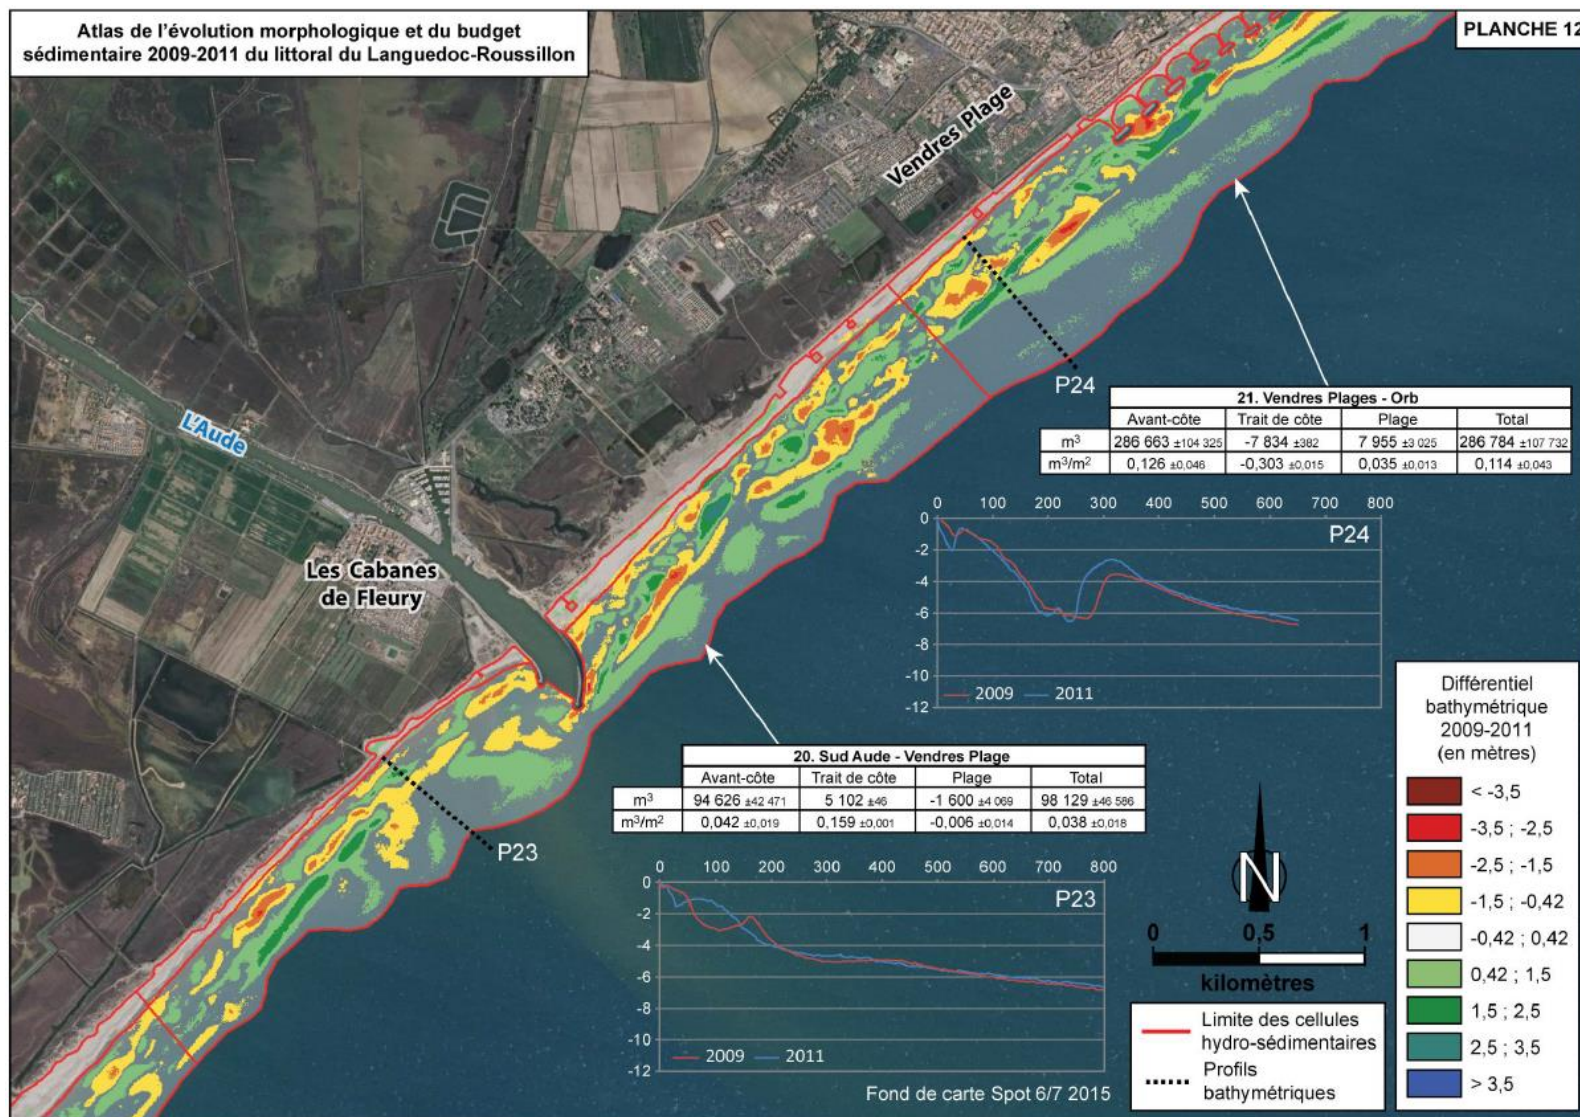 Atlas de l'évolution morphologique et du budget
sédimentaire 2009-2011 du littoral du Languedoc-Roussillon
PLANCHE 12
Vendres Plage
L'Aude
Les Cabanes
de Fleury
P24
P23
21. Vendres Plages - Orb
Avant-côte Trait de côte Plage Total
m³ 286 663 ±104 325 -7 834 ±382 7 955 ±3 025 286 784 ±107 732
m³/m² 0,126 ±0,046 -0,303 ±0,015 0,035 ±0,013 0,114 ±0,043
0 100 200 300 400 500 600 700 800
P24
0
-2
-4
-6
-8
-10
-12
2009 2011
20. Sud Aude - Vendres Plage
Avant-côte Trait de côte Plage Total
m³ 94 626 ±42 471 5 102 ±46 -1 600 ±4 069 98 129 ±46 586
m³/m² 0,042 ±0,019 0,159 ±0,001 -0,006 ±0,014 0,038 ±0,018
0 100 200 300 400 500 600 700 800
P23
0
-2
-4
-6
-8
-10
-12
2009 2011
Fond de carte Spot 6/7 2015
N
0 0,5 1
kilomètres
Limite des cellules
hydro-sédimentaires
Profils
bathymétriques
Différentiel
bathymétrique
2009-2011
(en mètres)
< -3,5
-3,5 ; -2,5
-2,5 ; -1,5
-1,5 ; -0,42
-0,42 ; 0,42
0,42 ; 1,5
1,5 ; 2,5
2,5 ; 3,5
> 3,5